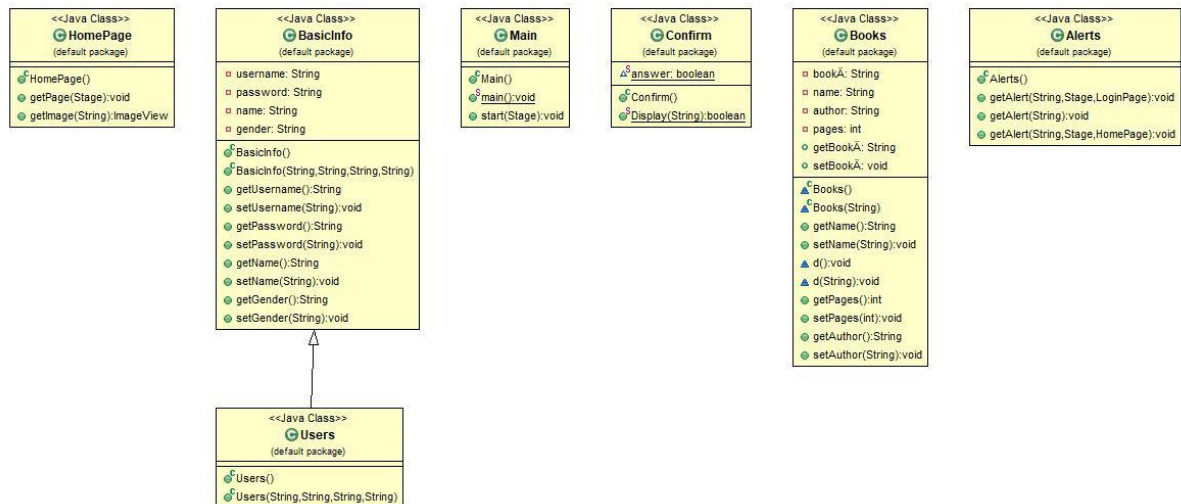 <<Java Class>>
HomePage
(default package)
HomePage()
getPage(Stage):void
getImage(String):ImageView
<<Java Class>>
BasicInfo
(default package)
username: String
password: String
name: String
gender: String
BasicInfo()
BasicInfo(String,String,String,String)
getUsername():String
setUsername(String):void
getPassword():String
setPassword(String):void
getName():String
setName(String):void
getGender():String
setGender(String):void
<<Java Class>>
Main
(default package)
Main()
main():void
start(Stage):void
<<Java Class>>
Confirm
(default package)
answer: boolean
Confirm()
Display(String):boolean
<<Java Class>>
Books
(default package)
bookÄ: String
name: String
author: String
pages: int
getBookÄ: String
setBookÄ: void
Books()
Books(String)
getName():String
setName(String):void
d():void
d(String):void
getPages():int
setPages(int):void
getAuthor():String
setAuthor(String):void
<<Java Class>>
Alerts
(default package)
Alerts()
getAlert(String,Stage,LoginPage):void
getAlert(String):void
getAlert(String,Stage,HomePage):void
<<Java Class>>
Users
(default package)
Users()
Users(String,String,String,String)